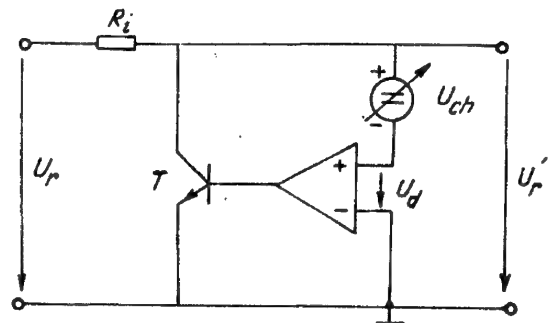 R_i
+
U_ch
-
U_r
T
+
U_d
-
U_r'